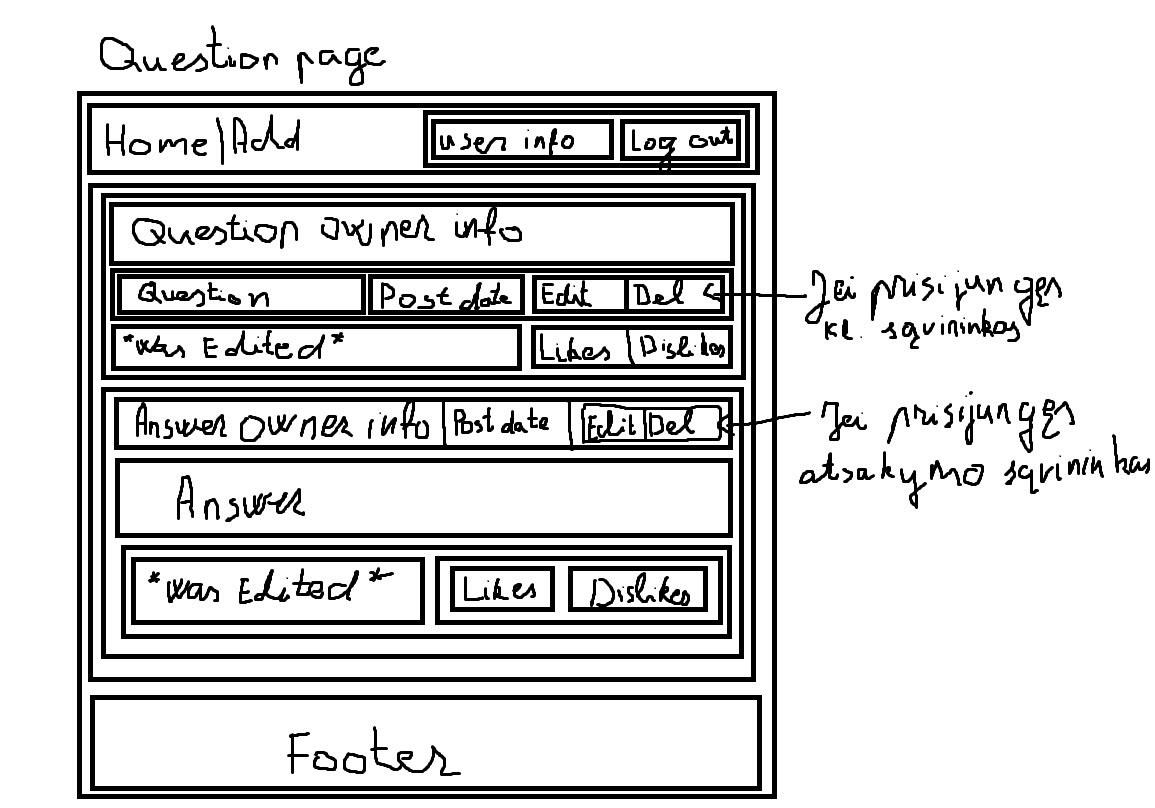 Question page
Home|Add
user info
Log out
Question owner info
Question
Post date
Edit
Del
Jei prisijungęs
kl. sąvininkas
*was Edited*
Likes
Dislikes
Answer owner info
Post date
Edit
Del
Jei prisijungęs
atsakymo sąvininkas
Answer
*was Edited*
Likes
Dislikes
Footer